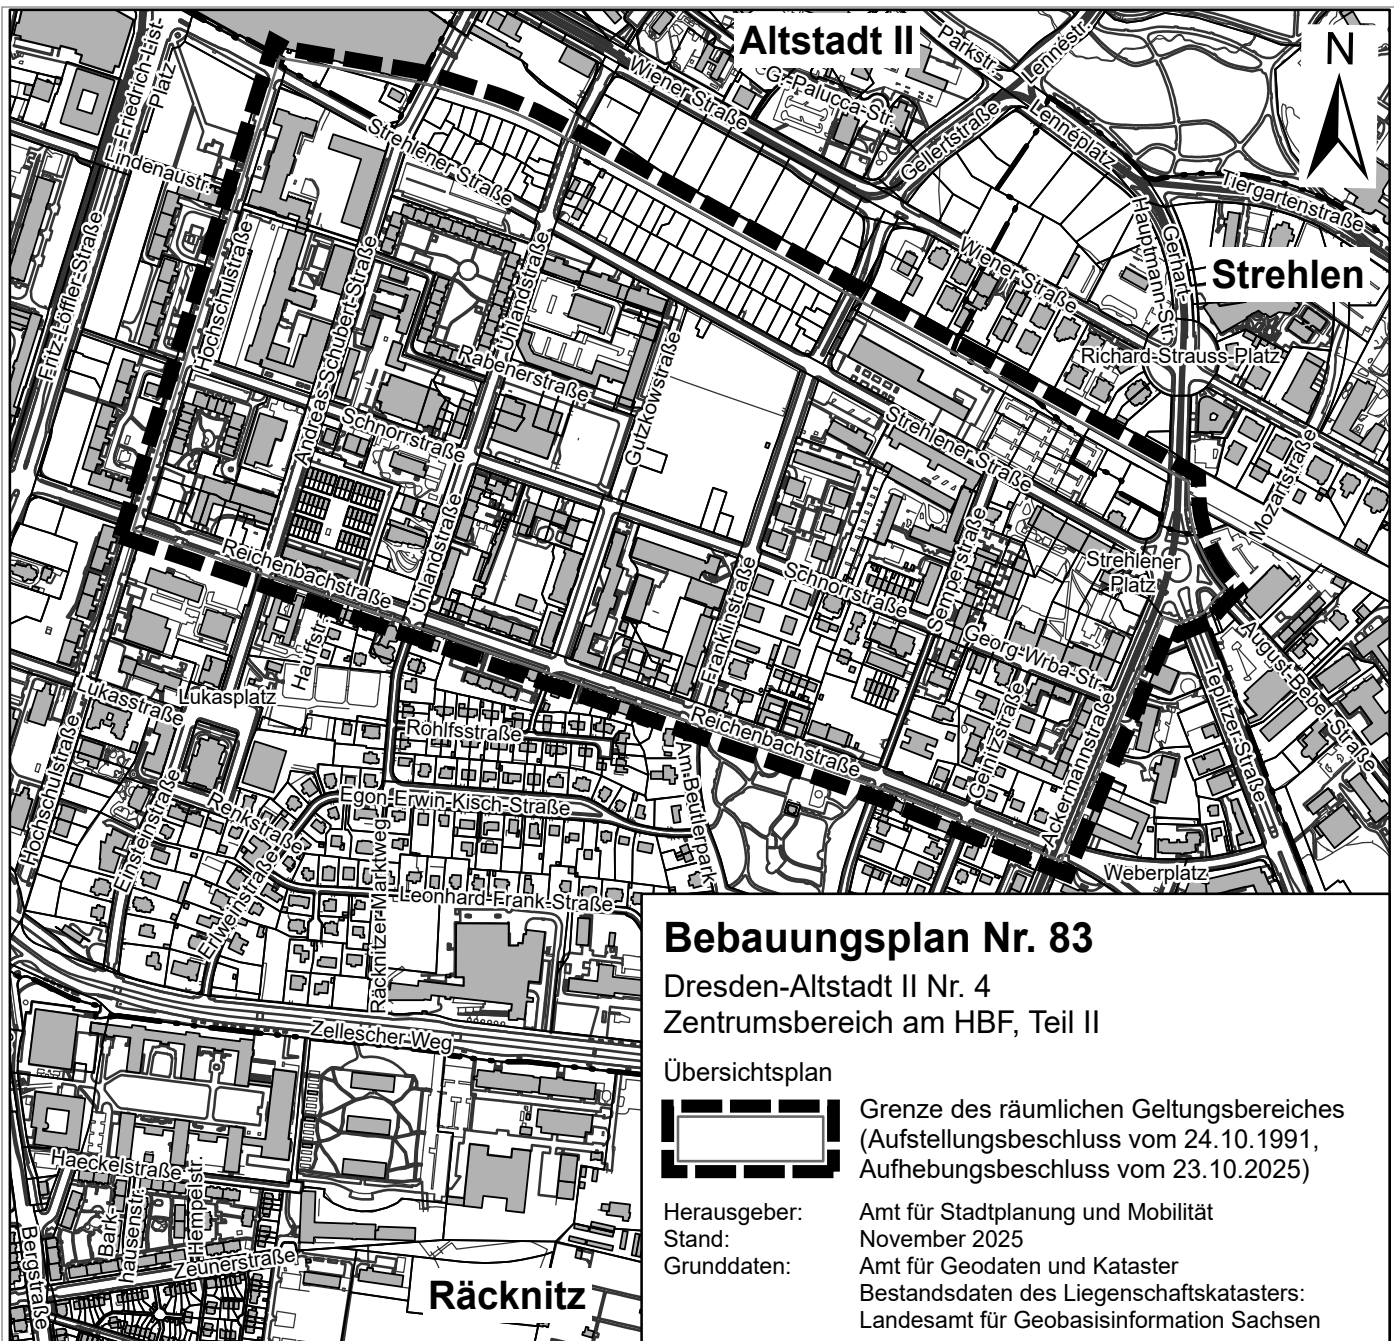 Altstadt II
N
Friedrich-List-
Platz
Wiener Straße
Gr-Palucca-Str.
Parkstr.
Lennéstr.
Lennéplatz
Gellertstraße
Tiergartenstraße
Lindenaustr.
Strehlener Straße
Hauptmann-Str.
Gerhart-
Strehlen
Wiener Straße
Fritz-Löffler-Straße
Hochschulstraße
Andreas-Schubert-Straße
Uhlandstraße
Rabenerstraße
Gutzkowstraße
Richard-Strauss-Platz
Schnorrstraße
Strehlener Straße
Mozartstraße
Uhlandstraße
Reichenbachstraße
Franklinstraße
Schnorrstraße
Semperstraße
Strehlener
Platz
Georg-Wrba-Str.
August-Bebel-Straße
Teplitzer-Straße
Hauffstr.
Lukasplatz
Lukasstraße
Hochschulstraße
Röhlfsstraße
Reichenbachstraße
Am-Bettlerpark
Geinitzstraße
Ackermannstraße
Weberplatz
Renkstraße
Einsteinstraße
Erweinstraße
Egon-Erwin-Kisch-Straße
Räcknitzer-Marktweg
Leonhard-Frank-Straße
Zellescher-Weg
Haeckelstraße
Bark-
hausenstr.
Hempelstr.
Zeunerstraße
Bergstraße
Räcknitz
Bebauungsplan Nr. 83
Dresden-Altstadt II Nr. 4
Zentrumsbereich am HBF, Teil II
Übersichtsplan
Grenze des räumlichen Geltungsbereiches
(Aufstellungsbeschluss vom 24.10.1991,
Aufhebungsbeschluss vom 23.10.2025)
Herausgeber: Amt für Stadtplanung und Mobilität
Stand: November 2025
Grunddaten: Amt für Geodaten und Kataster
Bestandsdaten des Liegenschaftskatasters:
Landesamt für Geobasisinformation Sachsen